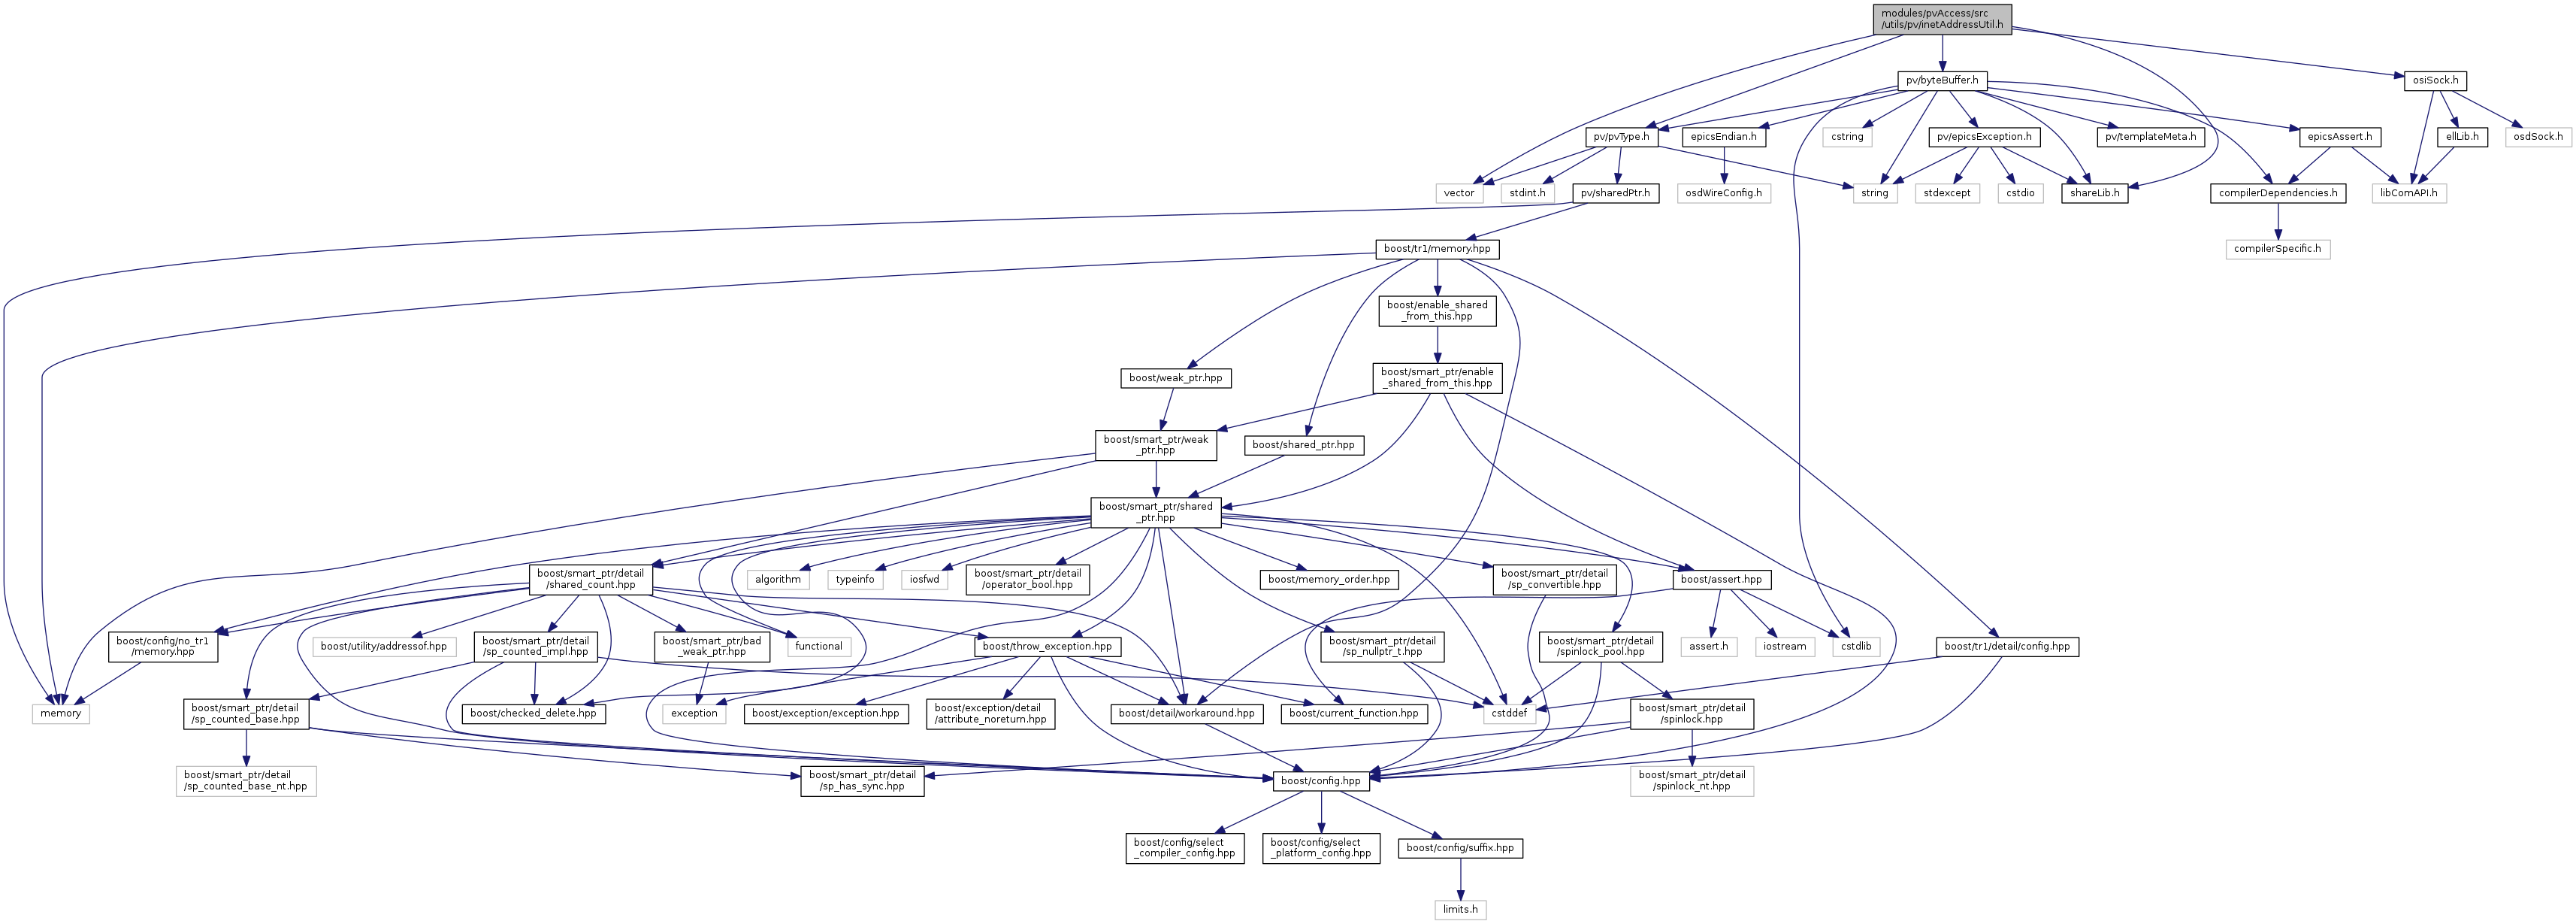 modules/pvAccess/src
/utils/pv/inetAddressUtil.h
pv/byteBuffer.h
osiSock.h
pv/pvType.h
epicsEndian.h
cstring
pv/epicsException.h
pv/templateMeta.h
epicsAssert.h
ellLib.h
osdSock.h
vector
stdint.h
pv/sharedPtr.h
osdWireConfig.h
string
stdexcept
cstdio
shareLib.h
compilerDependencies.h
libComAPI.h
boost/tr1/memory.hpp
compilerSpecific.h
boost/enable_shared
_from_this.hpp
boost/weak_ptr.hpp
boost/smart_ptr/enable
_shared_from_this.hpp
boost/smart_ptr/weak
_ptr.hpp
boost/shared_ptr.hpp
boost/smart_ptr/shared
_ptr.hpp
boost/smart_ptr/detail
/shared_count.hpp
algorithm
typeinfo
iosfwd
boost/smart_ptr/detail
/operator_bool.hpp
boost/memory_order.hpp
boost/smart_ptr/detail
/sp_convertible.hpp
boost/assert.hpp
boost/config/no_tr1
/memory.hpp
boost/utility/addressof.hpp
boost/smart_ptr/detail
/sp_counted_impl.hpp
boost/smart_ptr/bad
_weak_ptr.hpp
functional
boost/throw_exception.hpp
boost/smart_ptr/detail
/sp_nullptr_t.hpp
boost/smart_ptr/detail
/spinlock_pool.hpp
assert.h
iostream
cstdlib
boost/tr1/detail/config.hpp
memory
boost/smart_ptr/detail
/sp_counted_base.hpp
boost/checked_delete.hpp
exception
boost/exception/exception.hpp
boost/exception/detail
/attribute_noreturn.hpp
boost/detail/workaround.hpp
boost/current_function.hpp
cstddef
boost/smart_ptr/detail
/spinlock.hpp
boost/smart_ptr/detail
/sp_counted_base_nt.hpp
boost/smart_ptr/detail
/sp_has_sync.hpp
boost/config.hpp
boost/smart_ptr/detail
/spinlock_nt.hpp
boost/config/select
_compiler_config.hpp
boost/config/select
_platform_config.hpp
boost/config/suffix.hpp
limits.h